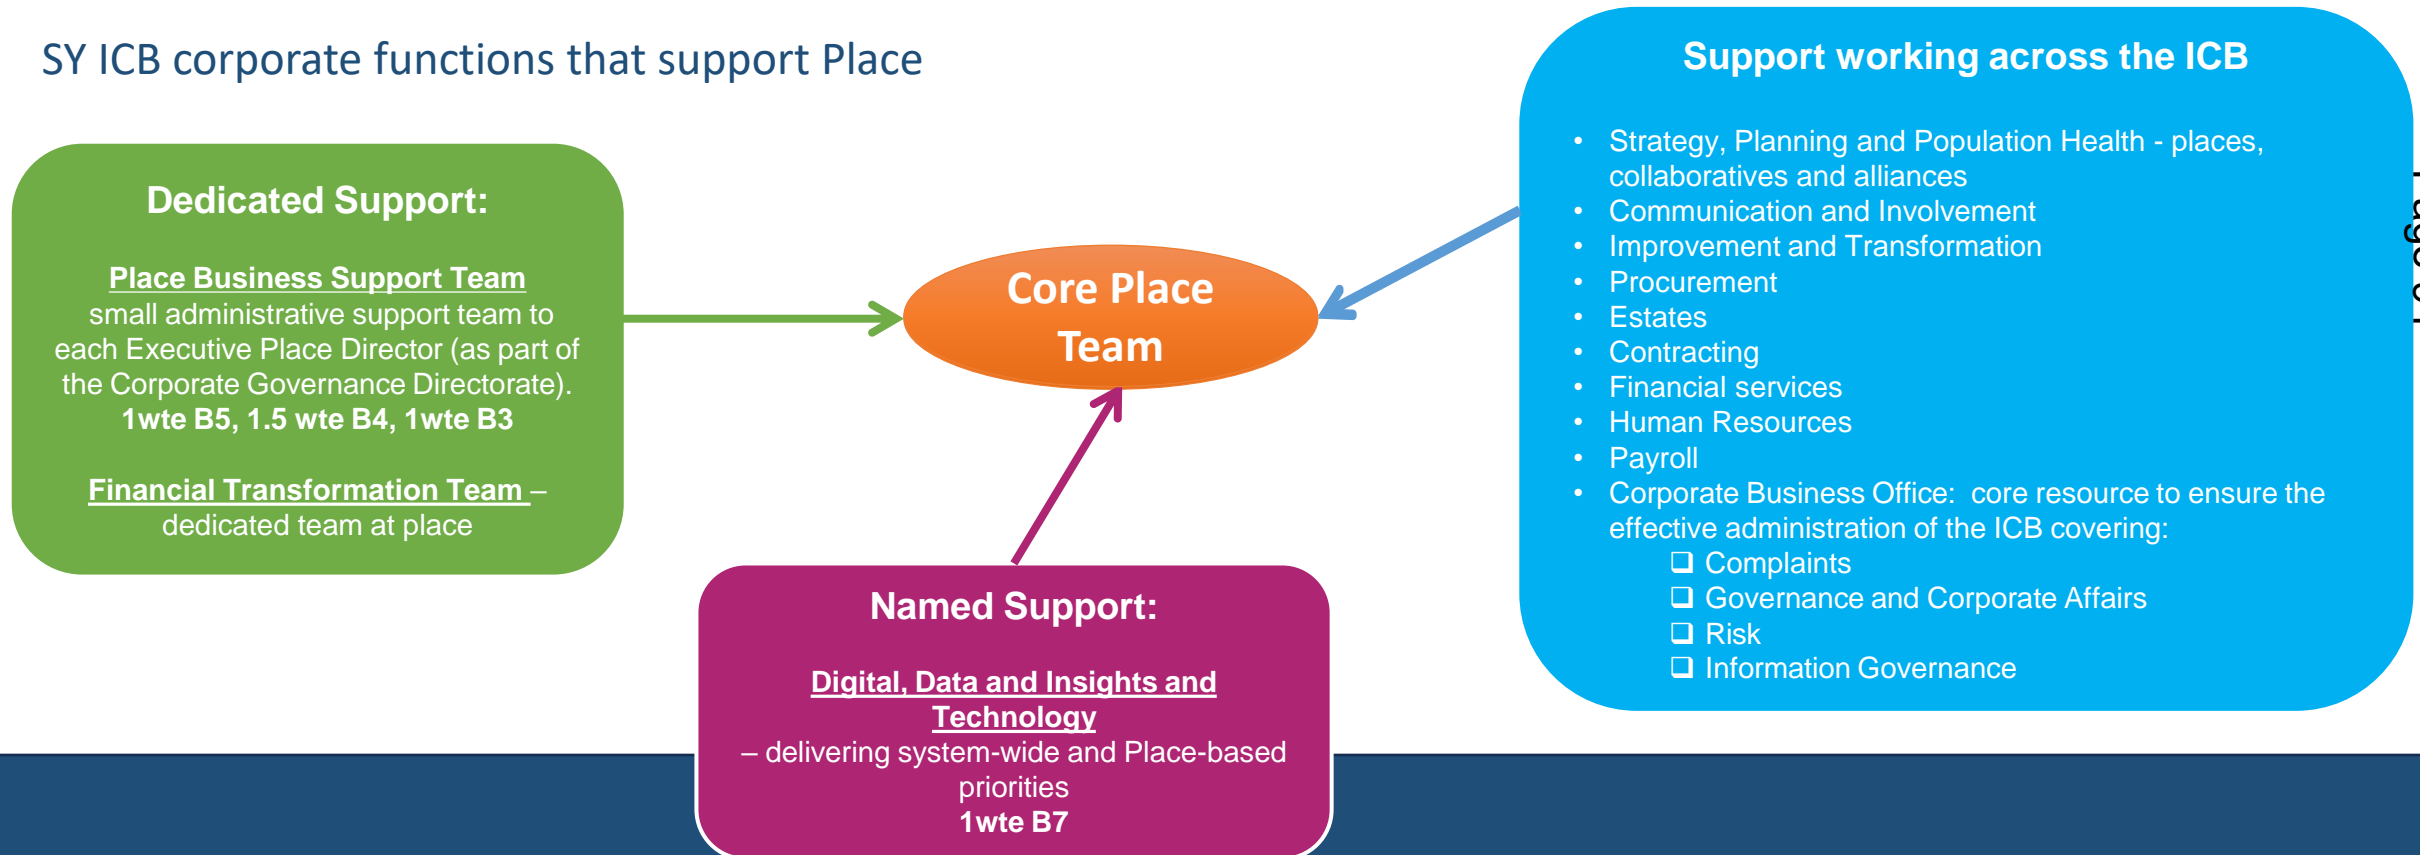 SY ICB corporate functions that support Place
Dedicated Support:
Place Business Support Team
small administrative support team to
each Executive Place Director (as part of
the Corporate Governance Directorate).
1wte B5, 1.5 wte B4, 1wte B3
Financial Transformation Team –
dedicated team at place
Core Place
Team
Named Support:
Digital, Data and Insights and
Technology
– delivering system-wide and Place-based
priorities
1wte B7
Support working across the ICB
• Strategy, Planning and Population Health - places,
collaboratives and alliances
• Communication and Involvement
• Improvement and Transformation
• Procurement
• Estates
• Contracting
• Financial services
• Human Resources
• Payroll
• Corporate Business Office: core resource to ensure the
effective administration of the ICB covering:
❑ Complaints
❑ Governance and Corporate Affairs
❑ Risk
❑ Information Governance